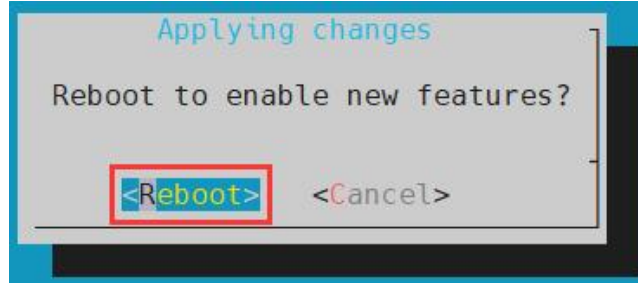 Applying changes
Reboot to enable new features?
<Reboot> <Cancel>